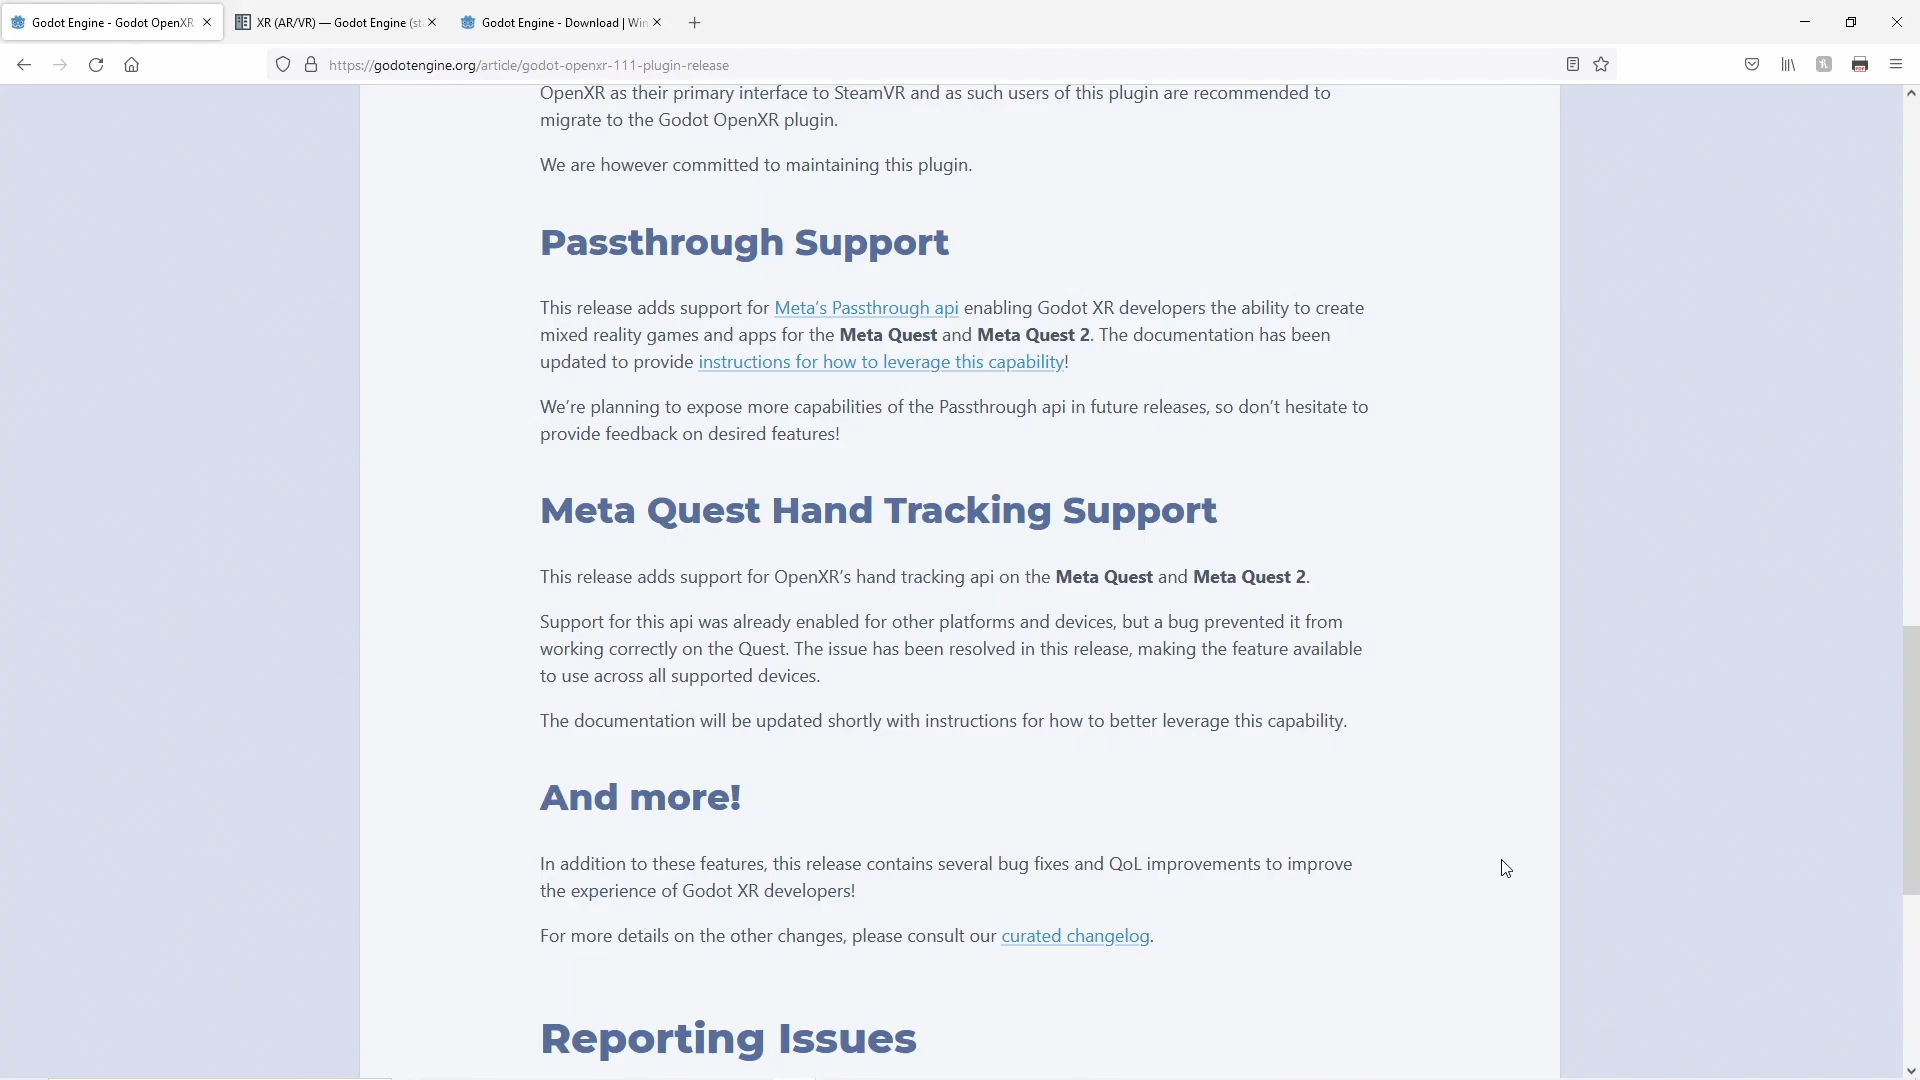 Godot Engine - Godot OpenXR
XR (AR/VR) — Godot Engine (st
Godot Engine - Download | Win
https://godotengine.org/article/godot-openxr-111-plugin-release
OpenXR as their primary interface to SteamVR and as such users of this plugin are recommended to
migrate to the Godot OpenXR plugin.
We are however committed to maintaining this plugin.
Passthrough Support
This release adds support for Meta’s Passthrough api enabling Godot XR developers the ability to create
mixed reality games and apps for the Meta Quest and Meta Quest 2. The documentation has been
updated to provide instructions for how to leverage this capability!
We’re planning to expose more capabilities of the Passthrough api in future releases, so don’t hesitate to
provide feedback on desired features!
Meta Quest Hand Tracking Support
This release adds support for OpenXR’s hand tracking api on the Meta Quest and Meta Quest 2.
Support for this api was already enabled for other platforms and devices, but a bug prevented it from
working correctly on the Quest. The issue has been resolved in this release, making the feature available
to use across all supported devices.
The documentation will be updated shortly with instructions for how to better leverage this capability.
And more!
In addition to these features, this release contains several bug fixes and QoL improvements to improve
the experience of Godot XR developers!
For more details on the other changes, please consult our curated changelog.
Reporting Issues